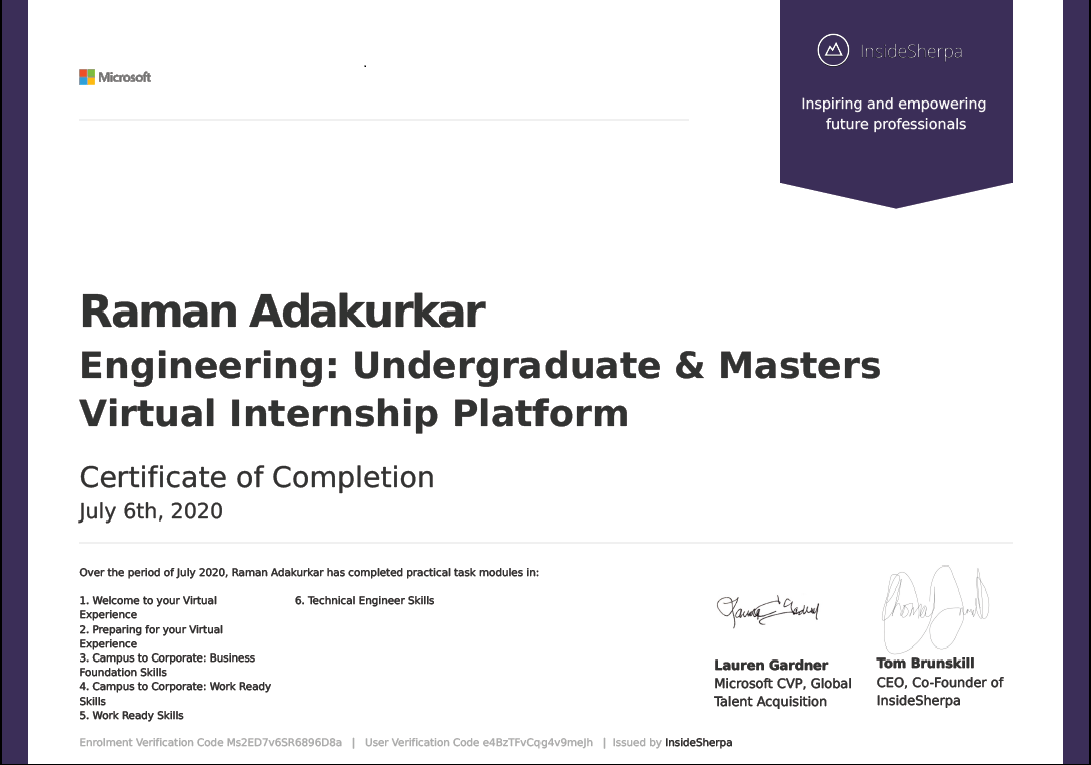 Microsoft
InsideSherpa
Inspiring and empowering
future professionals
Raman Adakurkar
Engineering: Undergraduate & Masters
Virtual Internship Platform
Certificate of Completion
July 6th, 2020
Over the period of July 2020, Raman Adakurkar has completed practical task modules in:
1. Welcome to your Virtual
Experience
2. Preparing for your Virtual
Experience
3. Campus to Corporate: Business
Foundation Skills
4. Campus to Corporate: Work Ready
Skills
5. Work Ready Skills
6. Technical Engineer Skills
Lauren Gardner
Microsoft CVP, Global
Talent Acquisition
Tom Brunskill
CEO, Co-Founder of
InsideSherpa
Enrolment Verification Code Ms2ED7v6SR6896D8a | User Verification Code e4BzTFvCqg4v9meJh | Issued by InsideSherpa